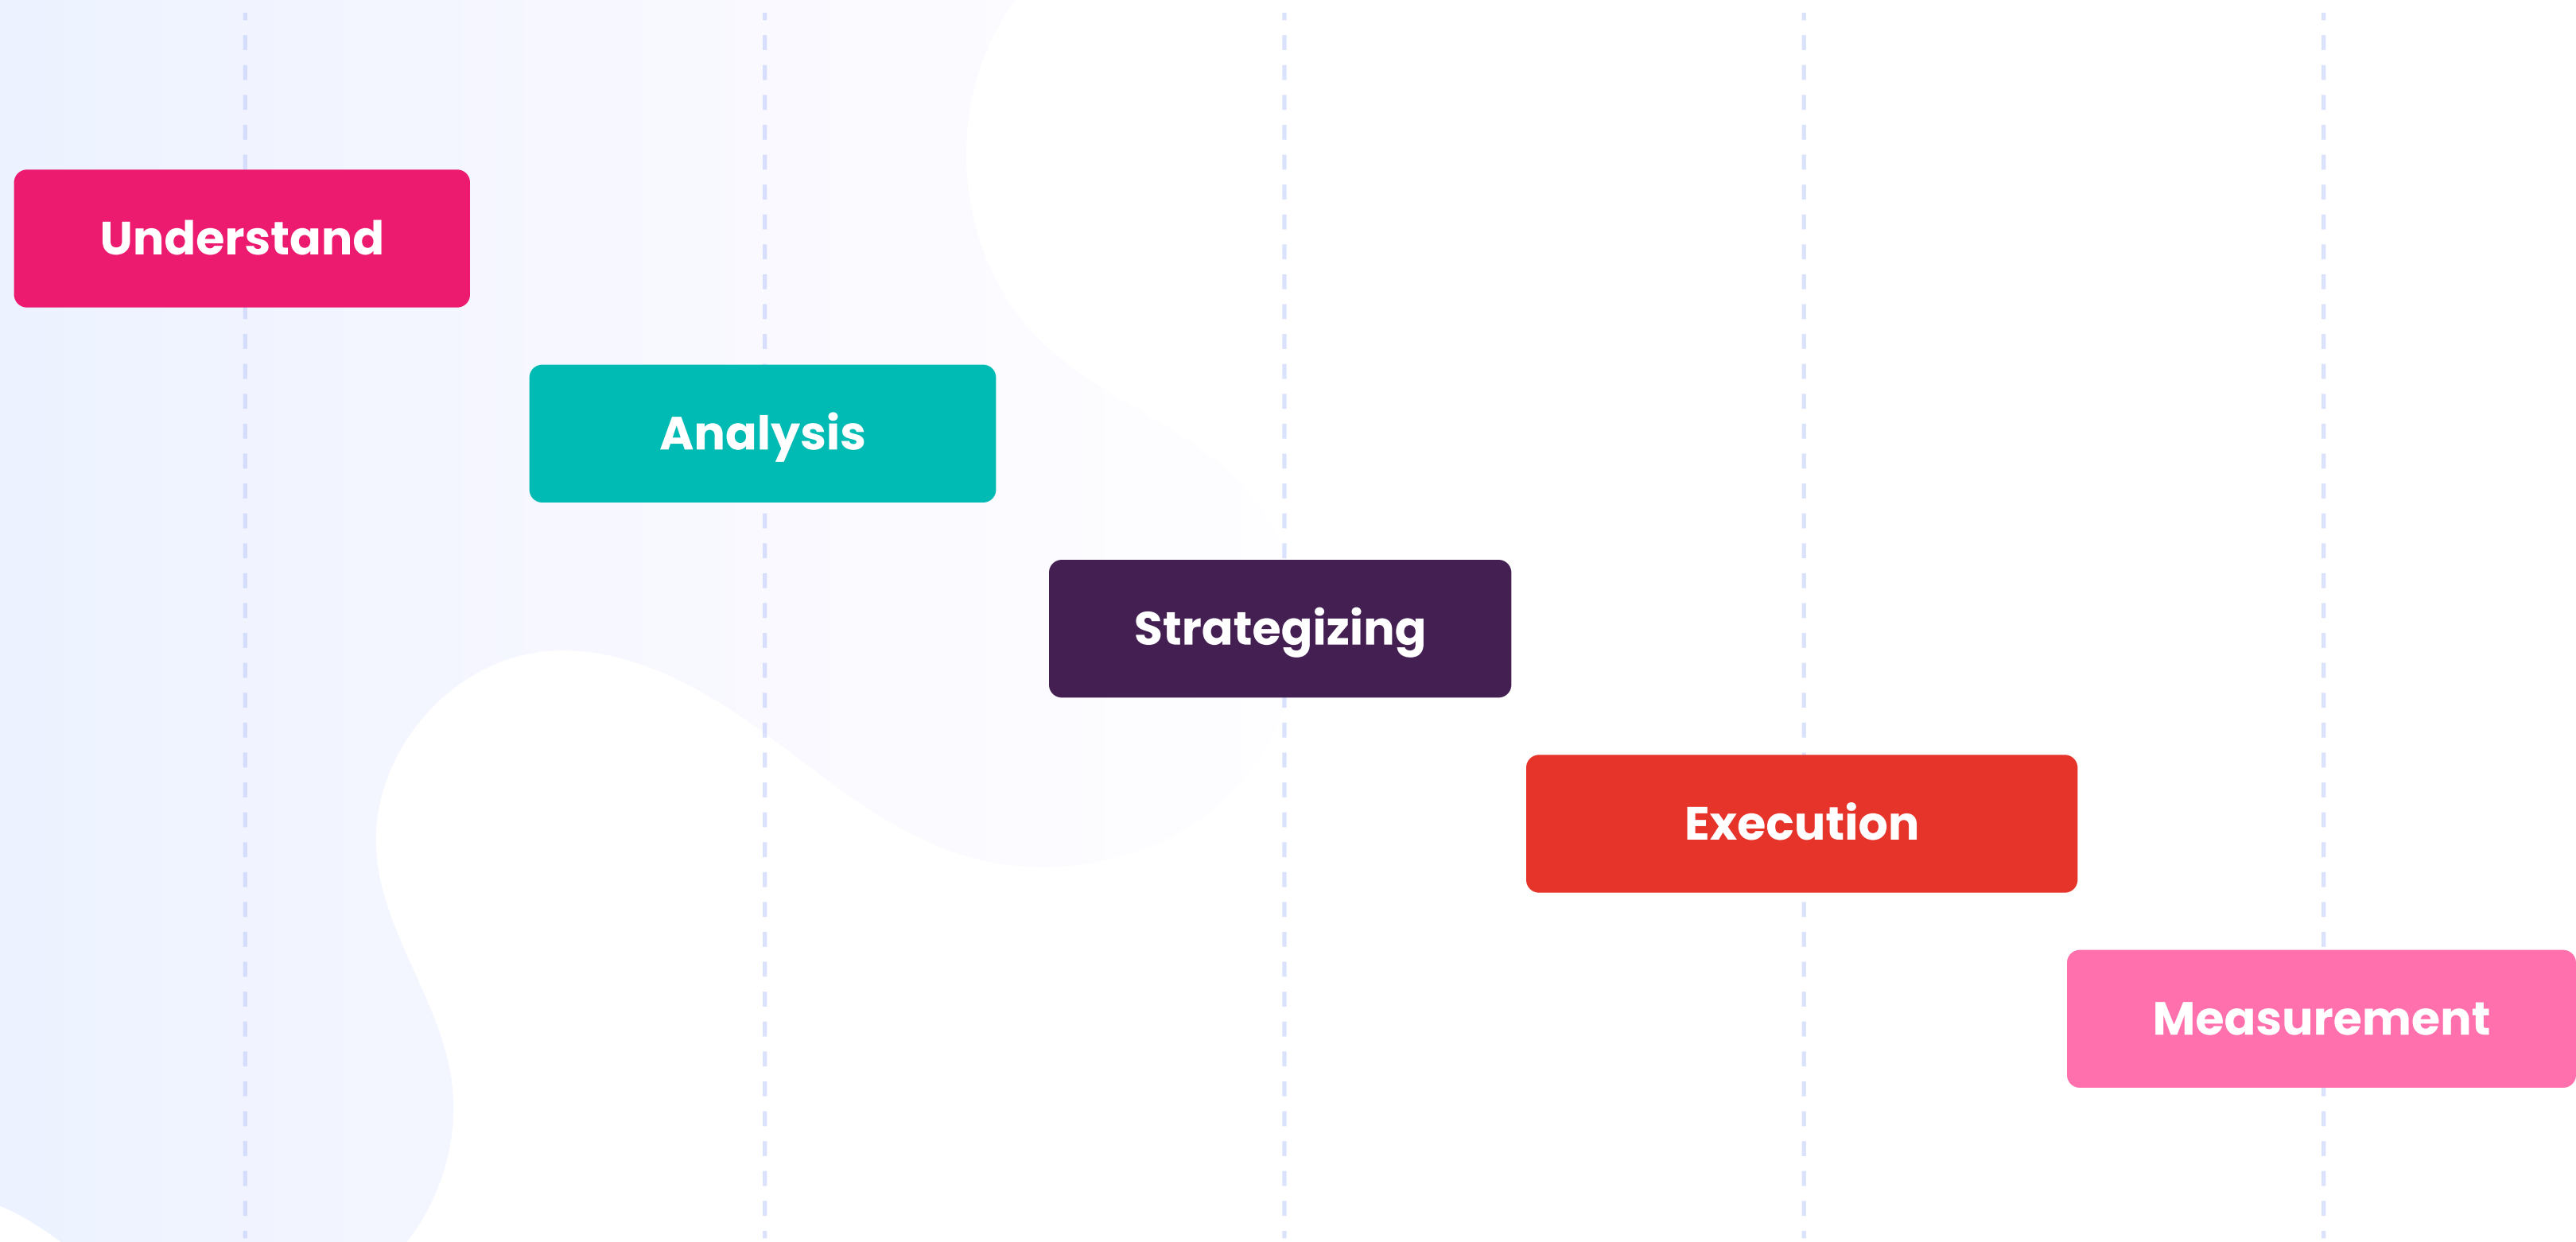 Understand
Analysis
Strategizing
Execution
Measurement